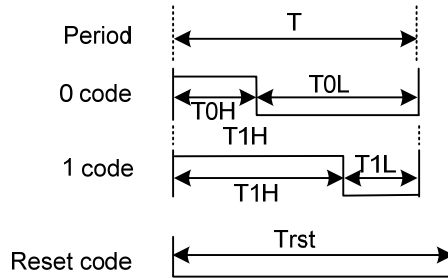 Period T
0 code T0H T0L
T1H
1 code T1H T1L
Reset code Trst